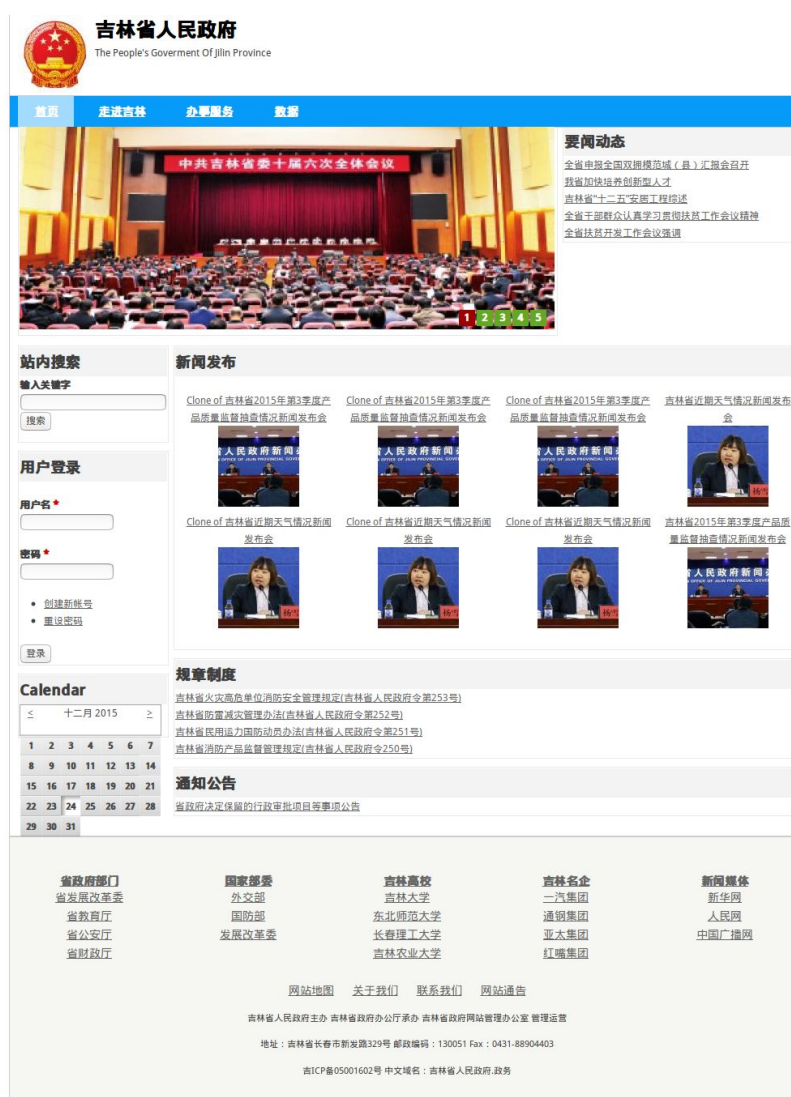 吉林省人民政府
The People's Goverment Of Jilin Province
首页 走进吉林 办事服务 数据
中共吉林省委十届六次全体会议
1 2 3 4 5
要闻动态
全省申报全国双拥模范城（县）汇报会召开
我省加快培养创新型人才
吉林省"十二五"安居工程综述
全省干部群众认真学习贯彻扶贫工作会议精神
全省扶贫开发工作会议强调
站内搜索
输入关键字
搜索
用户登录
用户名 *
密码 *
创建新帐号
重设密码
登录
Calendar
≤ 十二月 2015 ≥
1 2 3 4 5 6 7
8 9 10 11 12 13 14
15 16 17 18 19 20 21
22 23 24 25 26 27 28
29 30 31
新闻发布
Clone of 吉林省2015年第3季度产
品质量监督抽查情况新闻发布会
Clone of 吉林省2015年第3季度产
品质量监督抽查情况新闻发布会
Clone of 吉林省2015年第3季度产
品质量监督抽查情况新闻发布会
吉林省近期天气情况新闻发布
会
省人民政府新闻
省人民政府新闻
省人民政府新闻
杨雪
Clone of 吉林省近期天气情况新闻
发布会
Clone of 吉林省近期天气情况新闻
发布会
Clone of 吉林省近期天气情况新闻
发布会
吉林省2015年第3季度产品质
量监督抽查情况新闻发布会
杨雪
杨雪
杨雪
省人民政府新闻
规章制度
吉林省火灾高危单位消防安全管理规定(吉林省人民政府令第253号)
吉林省防雷减灾管理办法(吉林省人民政府令第252号)
吉林省民用运力国防动员办法(吉林省人民政府令第251号)
吉林省消防产品监督管理规定(吉林省人民政府令250号)
通知公告
省政府决定保留的行政审批项目等事项公告
省政府部门 国家部委 吉林高校 吉林名企 新闻媒体
省发展改革委 外交部 吉林大学 一汽集团 新华网
省教育厅 国防部 东北师范大学 通钢集团 人民网
省公安厅 发展改革委 长春理工大学 亚太集团 中国广播网
省财政厅 吉林农业大学 红嘴集团
网站地图 关于我们 联系我们 网站通告
吉林省人民政府主办 吉林省政府办公厅承办 吉林省政府网站管理办公室 管理运营
地址：吉林省长春市新发路329号 邮政编码：130051 Fax：0431-88904403
吉ICP备05001602号 中文域名：吉林省人民政府.政务